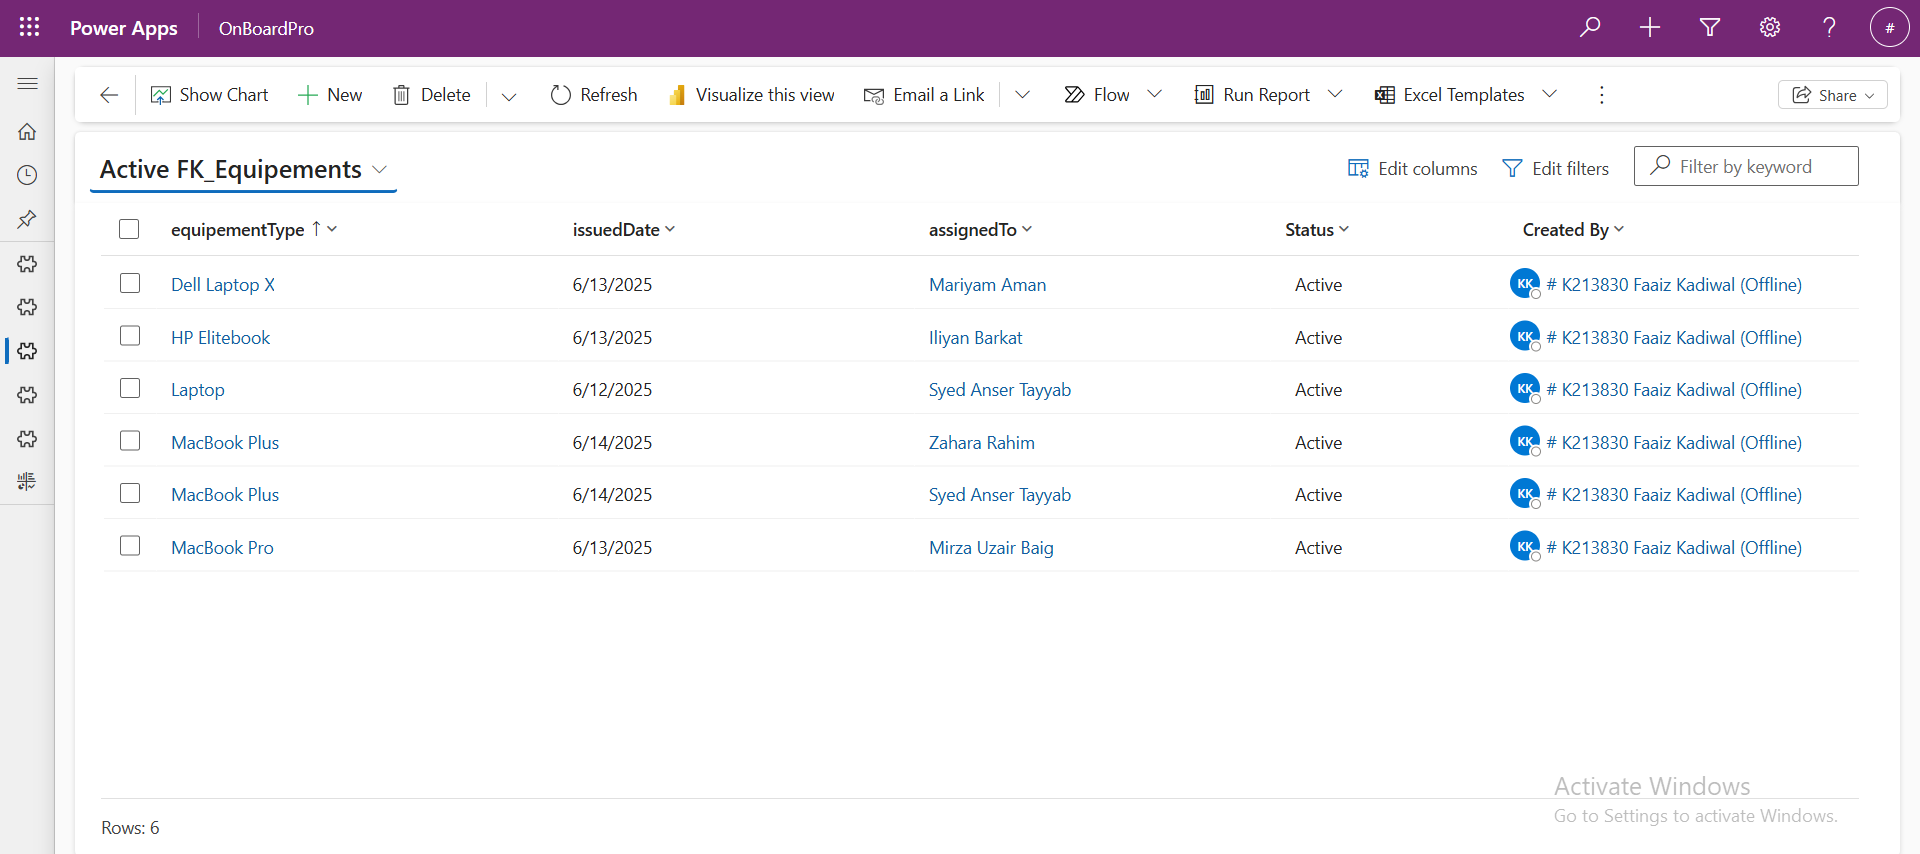 Power Apps OnBoardPro #
Show Chart New Delete Refresh Visualize this view Email a Link Flow Run Report Excel Templates Share
Active FK_Equipements Edit columns Edit filters Filter by keyword
equipementType issuedDate assignedTo Status Created By
Dell Laptop X 6/13/2025 Mariyam Aman Active KK # K213830 Faaiz Kadiwal (Offline)
HP Elitebook 6/13/2025 Iliyan Barkat Active KK # K213830 Faaiz Kadiwal (Offline)
Laptop 6/12/2025 Syed Anser Tayyab Active KK # K213830 Faaiz Kadiwal (Offline)
MacBook Plus 6/14/2025 Zahara Rahim Active KK # K213830 Faaiz Kadiwal (Offline)
MacBook Plus 6/14/2025 Syed Anser Tayyab Active KK # K213830 Faaiz Kadiwal (Offline)
MacBook Pro 6/13/2025 Mirza Uzair Baig Active KK # K213830 Faaiz Kadiwal (Offline)
Activate Windows
Go to Settings to activate Windows.
Rows: 6